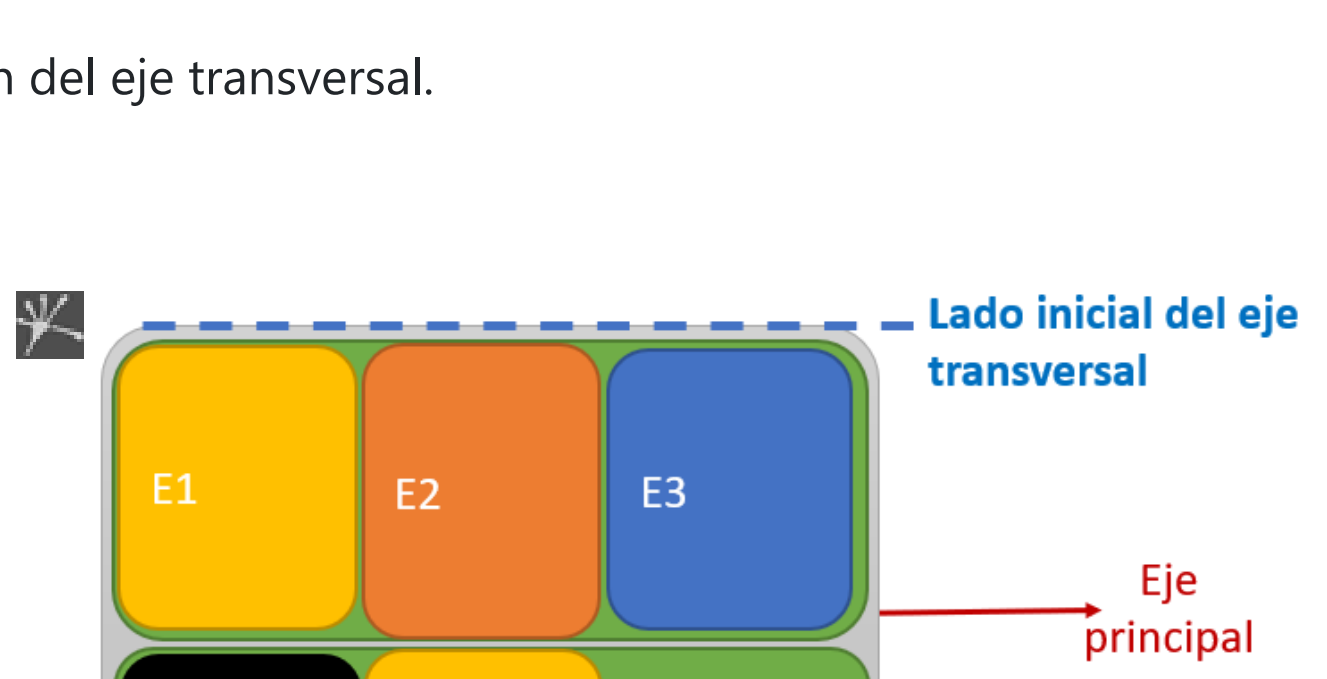 del eje transversal.
Lado inicial del eje
transversal
E1
E2
E3
Eje
principal